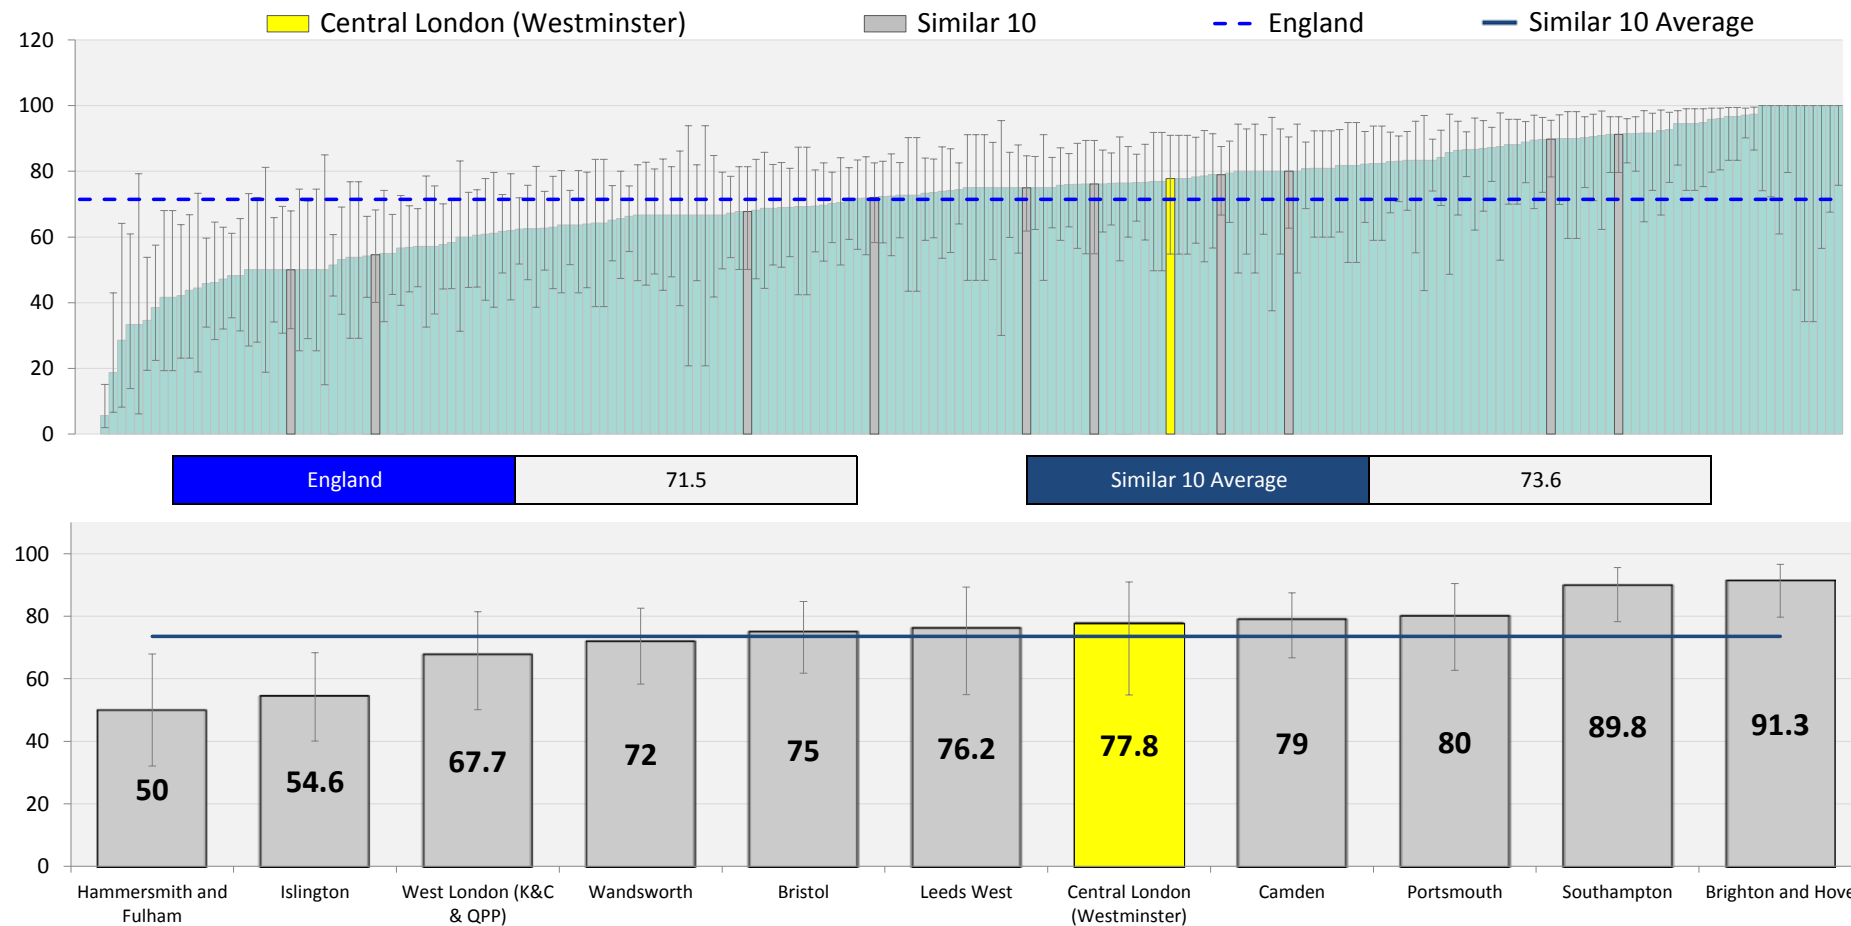 Central London (Westminster) Similar 10 England Similar 10 Average
120
100
80
60
40
20
0
England 71.5 Similar 10 Average 73.6
100
80
60
40
20
0
50 54.6 67.7 72 75 76.2 77.8 79 80 89.8 91.3
Hammersmith and Islington West London (K&C Wandsworth Bristol Leeds West Central London Camden Portsmouth Southampton Brighton and Hove
Fulham & QPP) (Westminster)